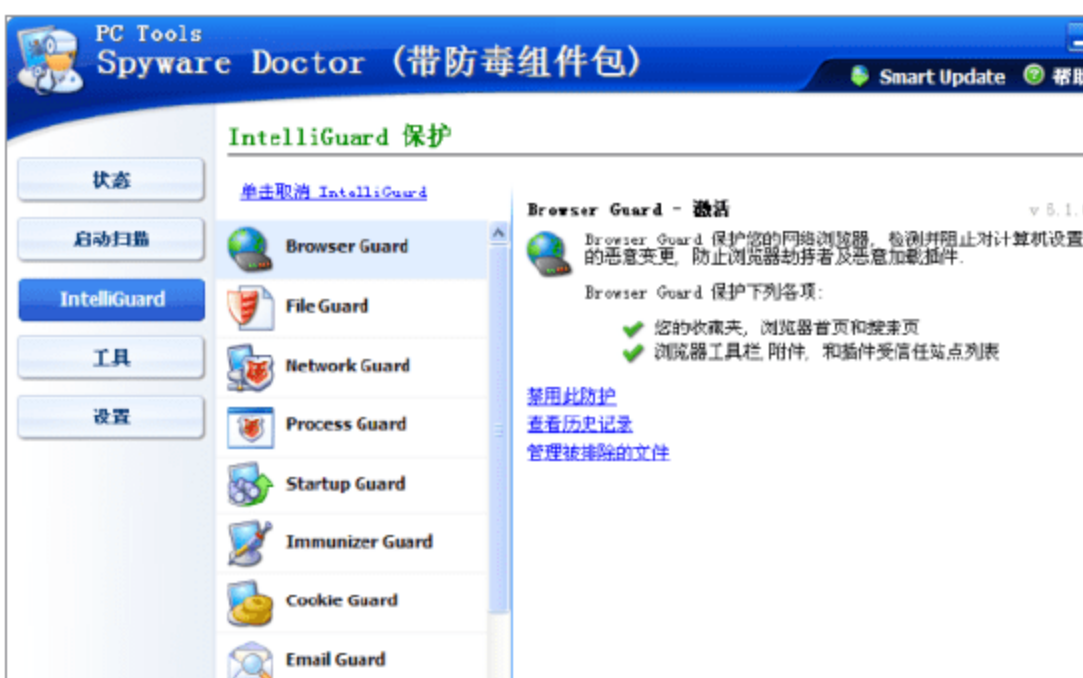 PC Tools
Spyware Doctor (带防毒组件包)
Smart Update
IntelliGuard 保护
状态
启动扫描
IntelliGuard
工具
设置
单击取消 IntelliGuard
Browser Guard
File Guard
Network Guard
Process Guard
Startup Guard
Immunizer Guard
Cookie Guard
Email Guard
Browser Guard - 激活
Browser Guard 保护您的网络浏览器, 检测并阻止对计算机设置
的恶意变更, 防止浏览器劫持者及恶意加载插件.
Browser Guard 保护下列各项:
您的收藏夹, 浏览器首页和搜索页
浏览器工具栏 附件, 和插件受信任站点列表
禁用此防护
查看历史记录
管理被排除的文件